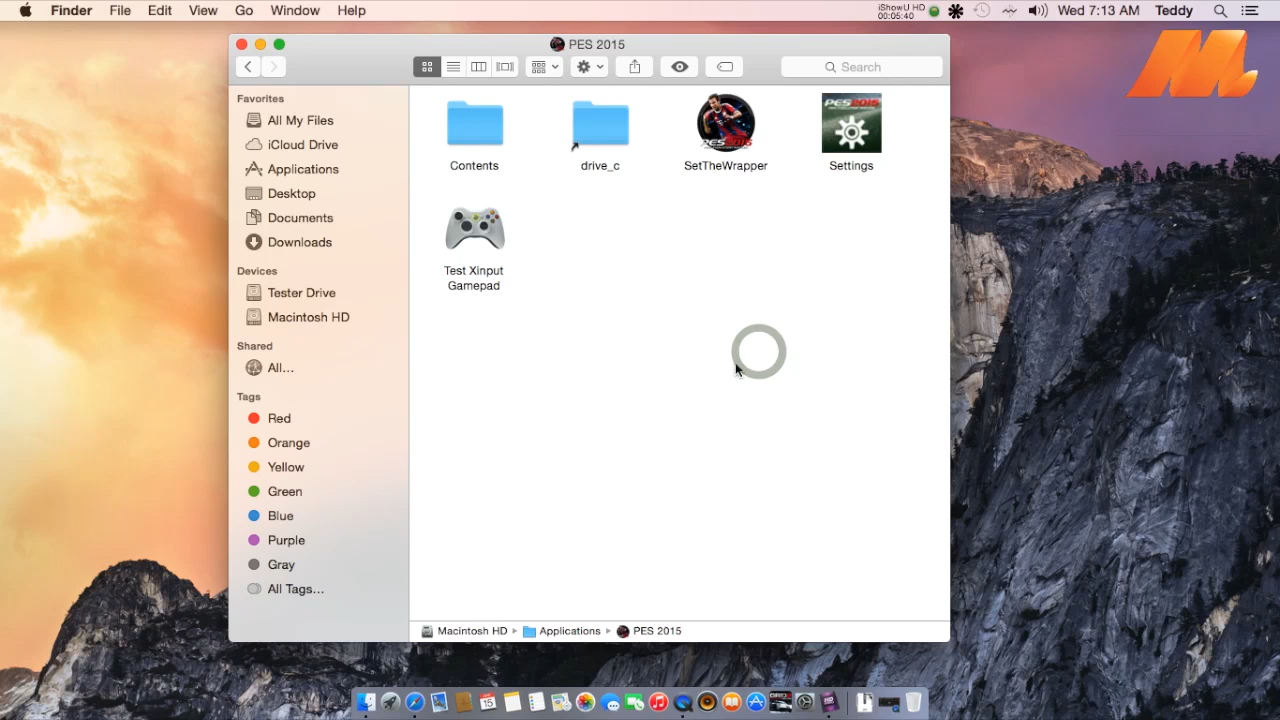 Finder File Edit View Go Window Help iShowU HD 00:05:40 Wed 7:13 AM Teddy
PES 2015
Search
Favorites
All My Files
iCloud Drive
Applications
Desktop
Documents
Downloads
Devices
Tester Drive
Macintosh HD
Shared
All...
Tags
Red
Orange
Yellow
Green
Blue
Purple
Gray
All Tags...
PES2015
PES2015
Contents
drive_c
SetTheWrapper
Settings
Test Xinput
Gamepad
Macintosh HD Applications PES 2015
15